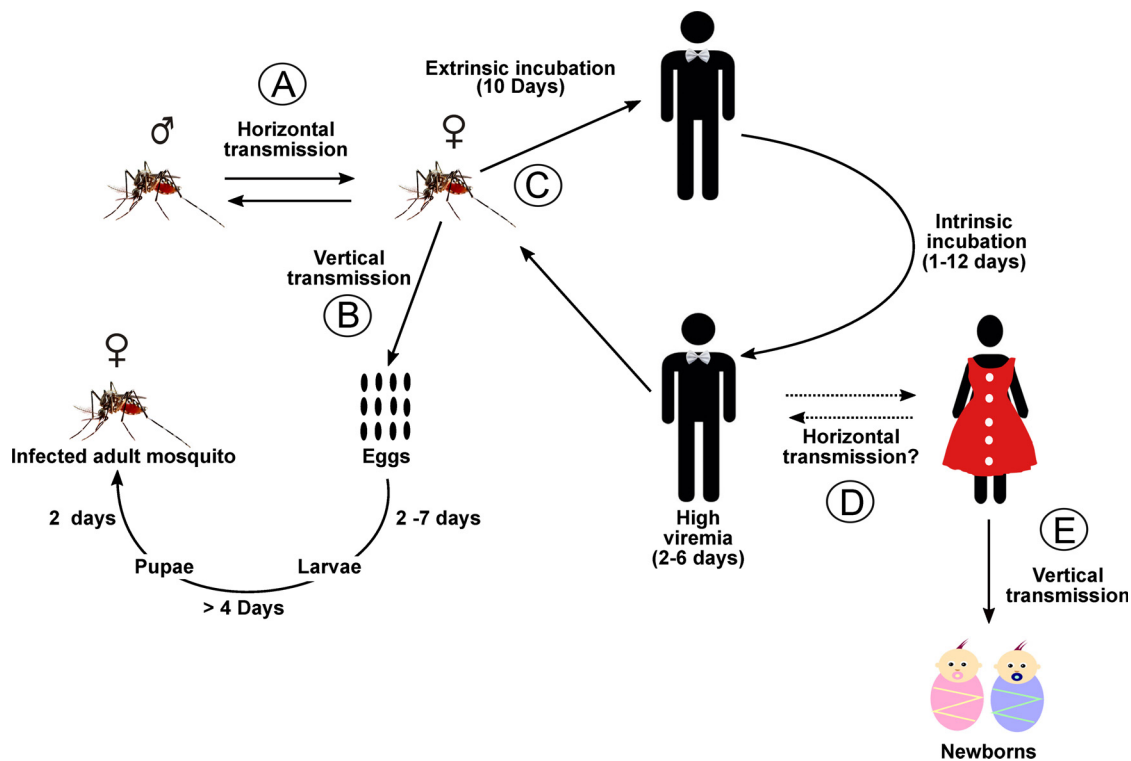 A
Horizontal
transmission
♂
♀
Extrinsic incubation
(10 Days)
C
Intrinsic
incubation
(1-12 days)
Vertical
transmission
B
♀
Infected adult mosquito
Eggs
2 days
2 -7 days
Pupae
Larvae
> 4 Days
Horizontal
transmission?
D
High
viremia
(2-6 days)
E
Vertical
transmission
Newborns